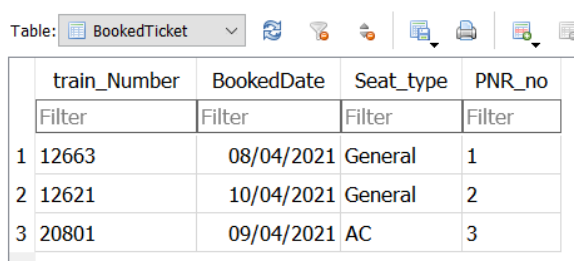 Table: BookedTicket
train_Number BookedDate Seat_type PNR_no
Filter Filter Filter Filter
1 12663 08/04/2021 General 1
2 12621 10/04/2021 General 2
3 20801 09/04/2021 AC 3